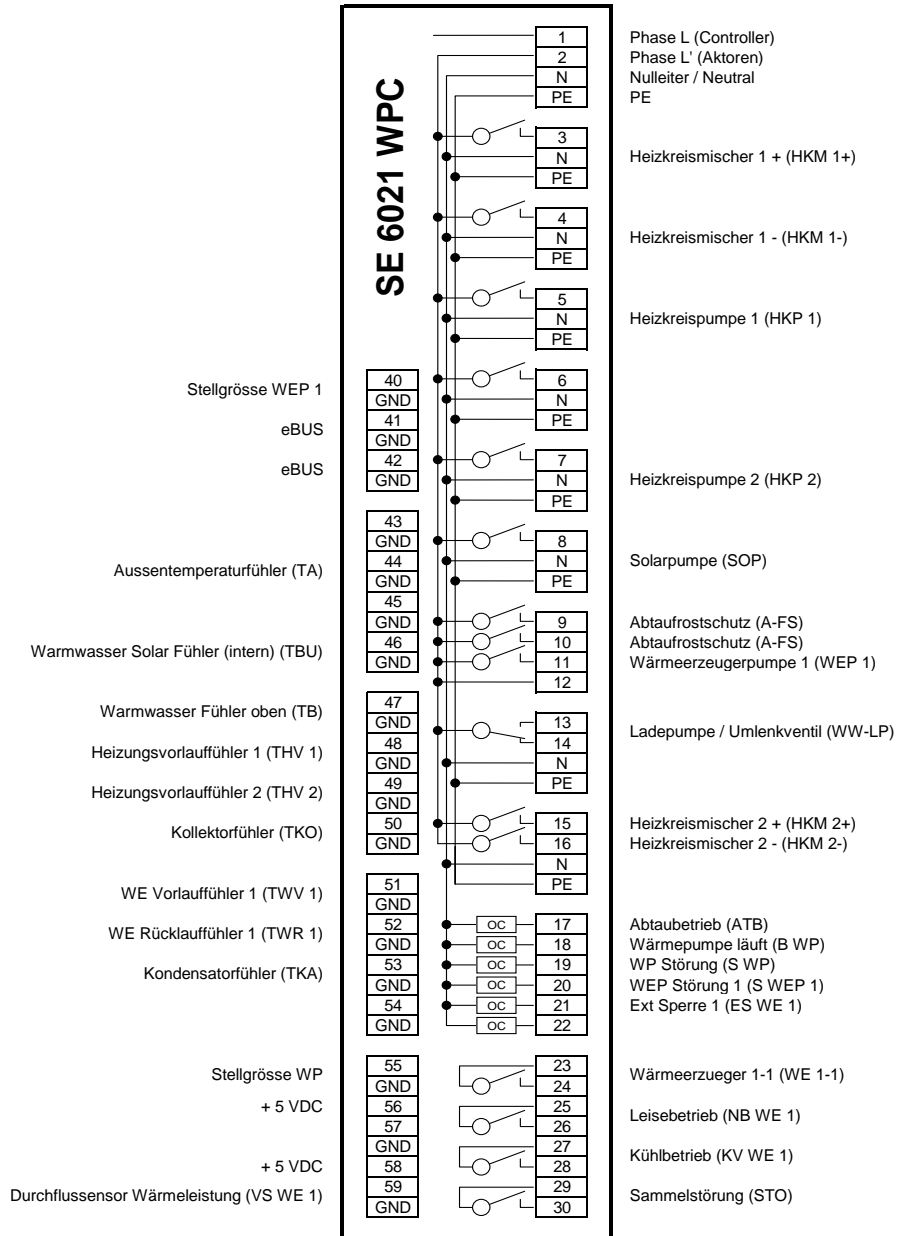 SE 6021 WPC
1 Phase L (Controller)
2 Phase L' (Aktoren)
N Nulleiter / Neutral
PE PE
3
N Heizkreismischer 1 + (HKM 1+)
PE
4
N Heizkreismischer 1 - (HKM 1-)
PE
5
N Heizkreispumpe 1 (HKP 1)
PE
6
N
PE
7
N Heizkreispumpe 2 (HKP 2)
PE
8
N Solarpumpe (SOP)
PE
9 Abtaufrostschutz (A-FS)
10 Abtaufrostschutz (A-FS)
11 Wärmeerzeugerpumpe 1 (WEP 1)
12
13
Ladepumpe / Umlenkventil (WW-LP)
14
N
PE
15 Heizkreismischer 2 + (HKM 2+)
16 Heizkreismischer 2 - (HKM 2-)
N
PE
OC 17 Abtaubetrieb (ATB)
OC 18 Wärmepumpe läuft (B WP)
OC 19 WP Störung (S WP)
OC 20 WEP Störung 1 (S WEP 1)
OC 21 Ext Sperre 1 (ES WE 1)
OC 22
23
Wärmeerzueger 1-1 (WE 1-1)
24
25
Leisebetrieb (NB WE 1)
26
27
Kühlbetrieb (KV WE 1)
28
29
Sammelstörung (STO)
30
40
Stellgrösse WEP 1
GND
41
eBUS
GND
42
eBUS
GND
43
GND
44
Aussentemperaturfühler (TA)
GND
45
GND
46
Warmwasser Solar Fühler (intern) (TBU)
GND
47
Warmwasser Fühler oben (TB)
GND
48
Heizungsvorlauffühler 1 (THV 1)
GND
49
Heizungsvorlauffühler 2 (THV 2)
GND
50
Kollektorfühler (TKO)
GND
51
WE Vorlauffühler 1 (TWV 1)
GND
52
WE Rücklauffühler 1 (TWR 1)
GND
53
Kondensatorfühler (TKA)
GND
54
GND
55
Stellgrösse WP
GND
+ 5 VDC 56
57
GND
+ 5 VDC 58
59
Durchflussensor Wärmeleistung (VS WE 1)
GND